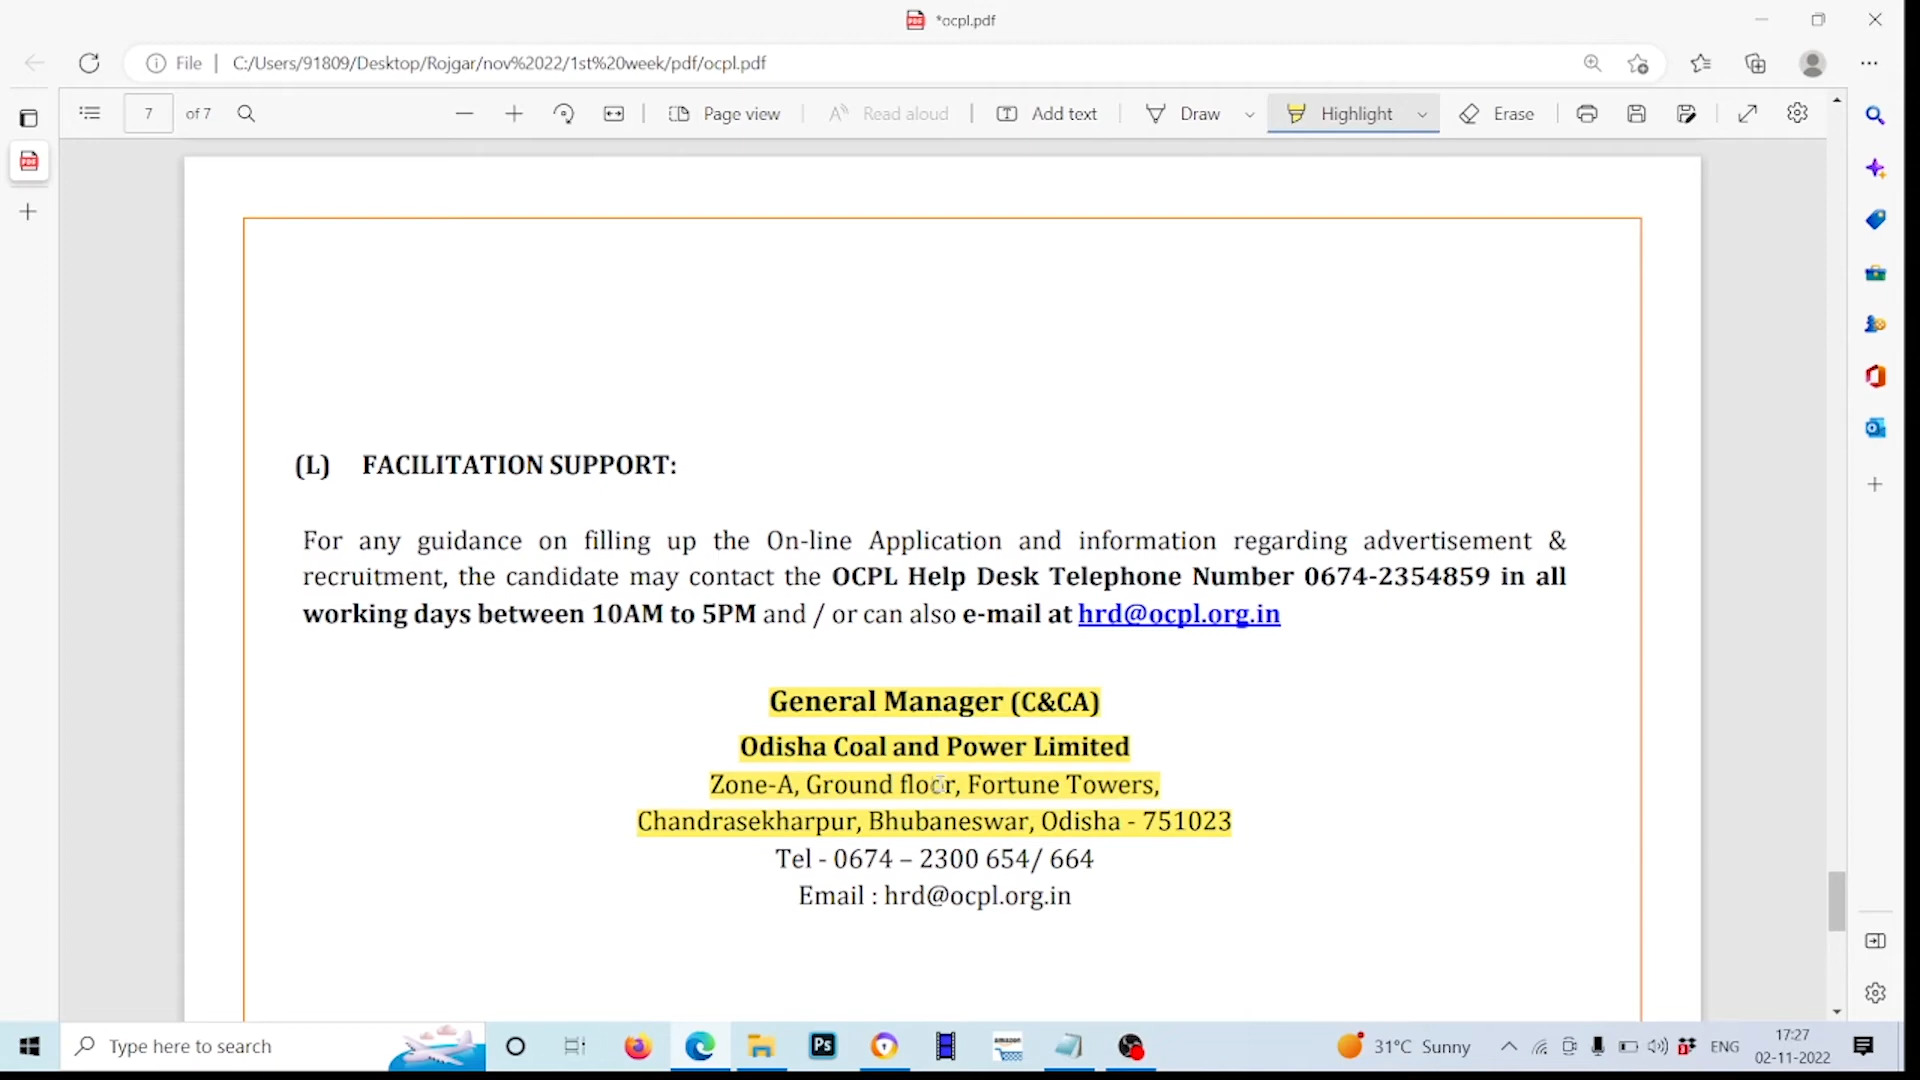 *ocpl.pdf
File | C:/Users/91809/Desktop/Rojgar/nov%2022/1st%20week/pdf/ocpl.pdf
7 of 7 Page view Read aloud Add text Draw Highlight Erase
(L) FACILITATION SUPPORT:
For any guidance on filling up the On-line Application and information regarding advertisement &
recruitment, the candidate may contact the OCPL Help Desk Telephone Number 0674-2354859 in all
working days between 10AM to 5PM and / or can also e-mail at hrd@ocpl.org.in
General Manager (C&CA)
Odisha Coal and Power Limited
Zone-A, Ground floor, Fortune Towers,
Chandrasekharpur, Bhubaneswar, Odisha - 751023
Tel - 0674 – 2300 654/ 664
Email : hrd@ocpl.org.in
Type here to search
Ps
amazon
31°C Sunny
ENG
17:27
02-11-2022